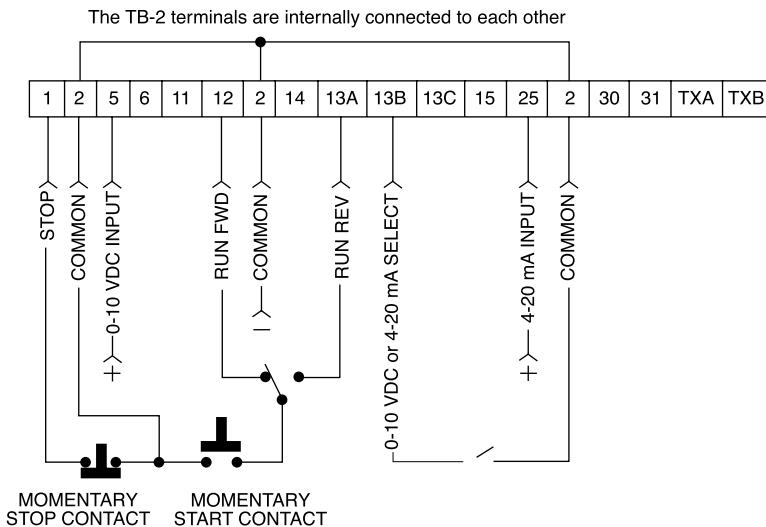 The TB-2 terminals are internally connected to each other
1 2 5 6 11 12 2 14 13A 13B 13C 15 25 2 30 31 TXA TXB
STOP
COMMON
0-10 VDC INPUT
+
RUN FWD
COMMON
–
RUN REV
0-10 VDC or 4-20 mA SELECT
4-20 mA INPUT
+
COMMON
MOMENTARY
STOP CONTACT
MOMENTARY
START CONTACT